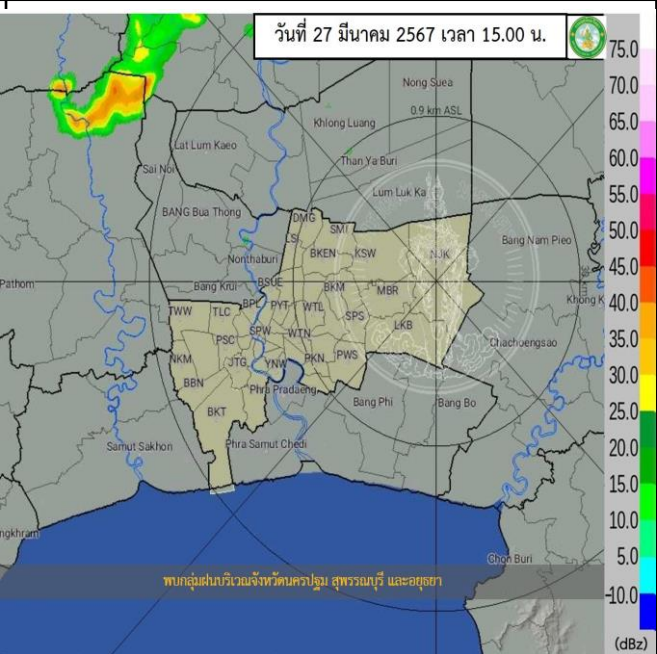 วันที่ 27 มีนาคม 2567 เวลา 15.00 น.
75.0
70.0
65.0
60.0
55.0
50.0
45.0
40.0
35.0
30.0
25.0
20.0
15.0
10.0
5.0
-10.0
(dBz)
Nong Suea
0.9 km ASL
Khlong Luang
Lat Lum Kaeo
Than Ya Buri
Sai Noi
Lum Luk Ka
BANG Bua Thong
DMG
SMI
LSI
Bang Nam Pieo
BKEN
KSW
NJK
Nonthaburi
Pathom
Bang Krui
BSUE
BKM
MBR
Khong K
BPL
PYT
WTL
TWW
TLC
SPS
LKB
SPW
WTN
PSC
Chachoengsao
NKM
JTG
YNW
PKN
PWS
BBN
Phra Pradaeng
Bang Phi
Bang Bo
BKT
Samut Sakhon
Phra Samut Chedi
ngkhram
Chon Buri
พบกลุ่มฝนบริเวณจังหวัดนครปฐม สุพรรณบุรี และอยุธยา